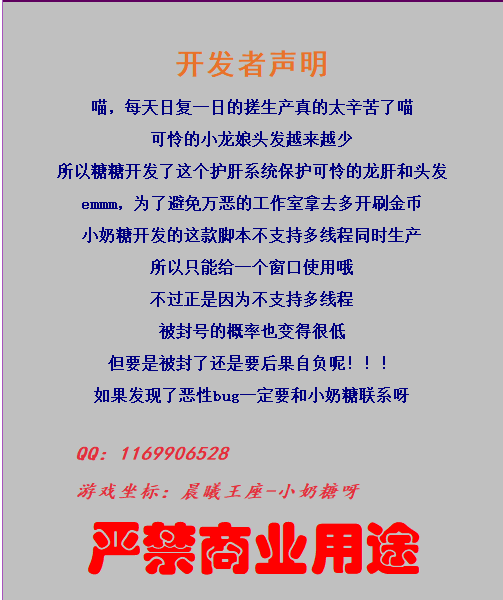 开发者声明
喵，每天日复一日的搓生产真的太辛苦了喵
可怜的小龙娘头发越来越少
所以糖糖开发了这个护肝系统保护可怜的龙肝和头发
emmm，为了避免万恶的工作室拿去多开刷金币
小奶糖开发的这款脚本不支持多线程同时生产
所以只能给一个窗口使用哦
不过正是因为不支持多线程
被封号的概率也变得很低
但要是被封了还是要后果自负呢！！！
如果发现了恶性bug一定要和小奶糖联系呀
QQ：1169906528
游戏坐标：晨曦王座-小奶糖呀
严禁商业用途